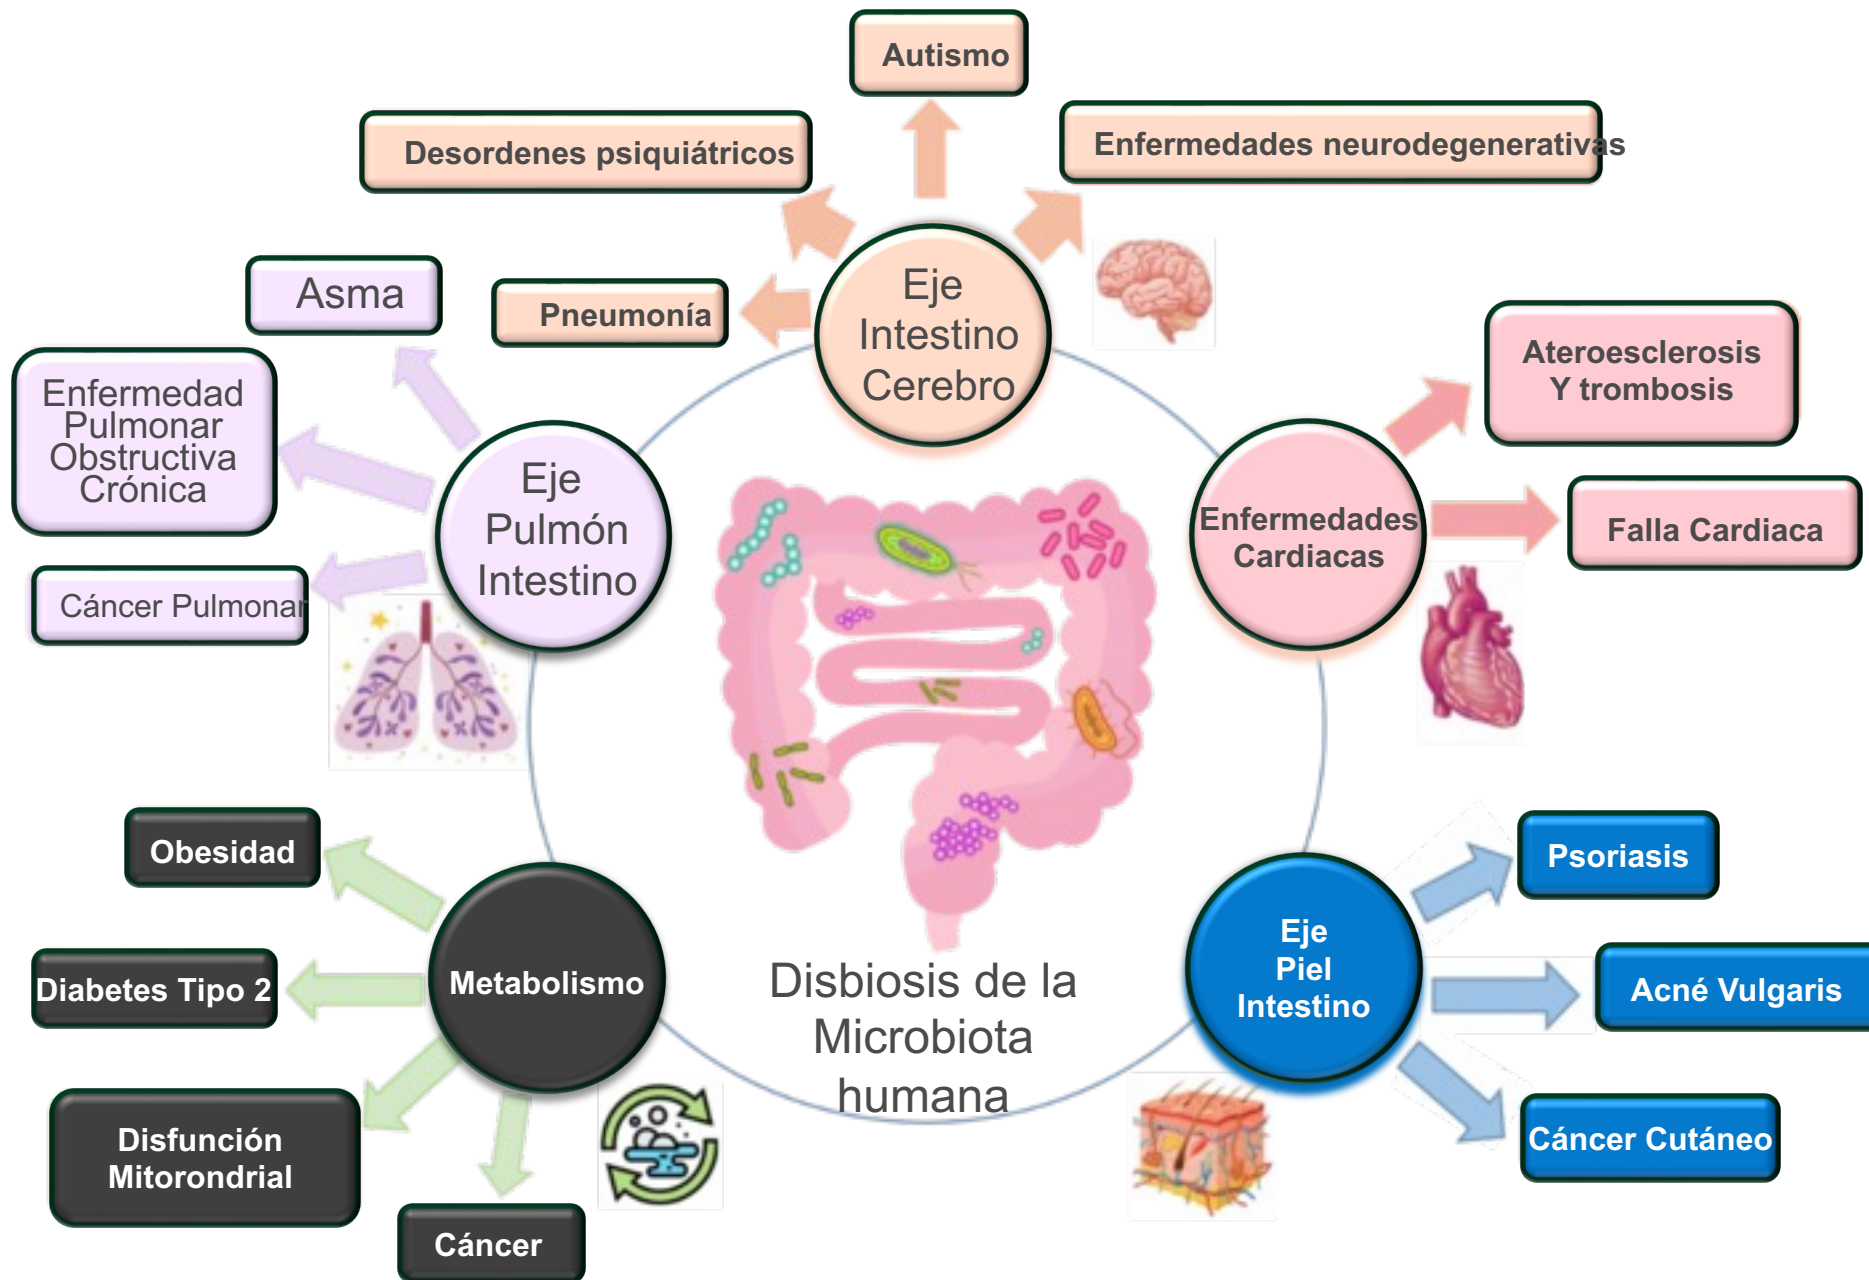 Autismo
Desordenes psiquiátricos
Enfermedades neurodegenerativas
Pneumonía
Eje
Intestino
Cerebro
Asma
Enfermedad
Pulmonar
Obstructiva
Crónica
Cáncer Pulmonar
Eje
Pulmón
Intestino
Ateroesclerosis
Y trombosis
Falla Cardiaca
Enfermedades
Cardiacas
Obesidad
Diabetes Tipo 2
Disfunción
Mitorondrial
Cáncer
Metabolismo
Disbiosis de la
Microbiota
humana
Eje
Piel
Intestino
Psoriasis
Acné Vulgaris
Cáncer Cutáneo